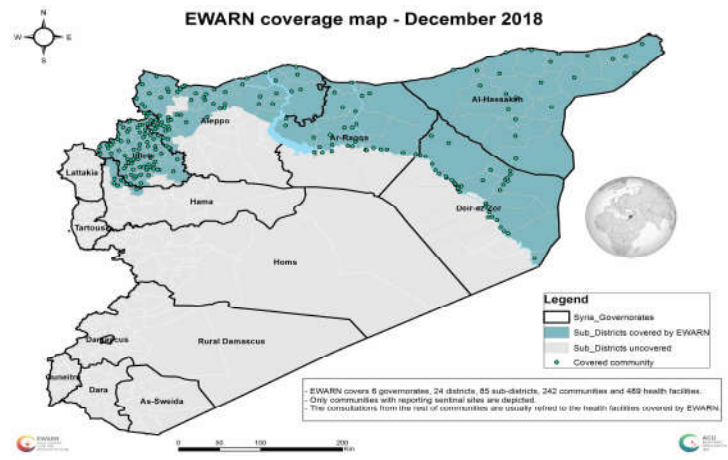 EWARN coverage map - December 2018
N
W
E
S
Al-Hassakeh
Aleppo
Ar-Raqqa
Idleb
Lattakia
Hama
Deir-ez-Zor
Tartous
Homs
Legend
Syria_Governorates
Sub_Districts covered by EWARN
Sub_Districts uncovered
Covered community
Damascus
Rural Damascus
Quneitra
Dara
As-Sweida
- EWARN covers 6 governorates, 24 districts, 85 sub-districts, 242 communities and 489 health facilities.
- Only communities with reporting sentinal sites are depicted.
- The consultations from the rest of communities are usually refred to the health facilities covered by EWARN.
EWARN
ACU
0 50 100 200
Km